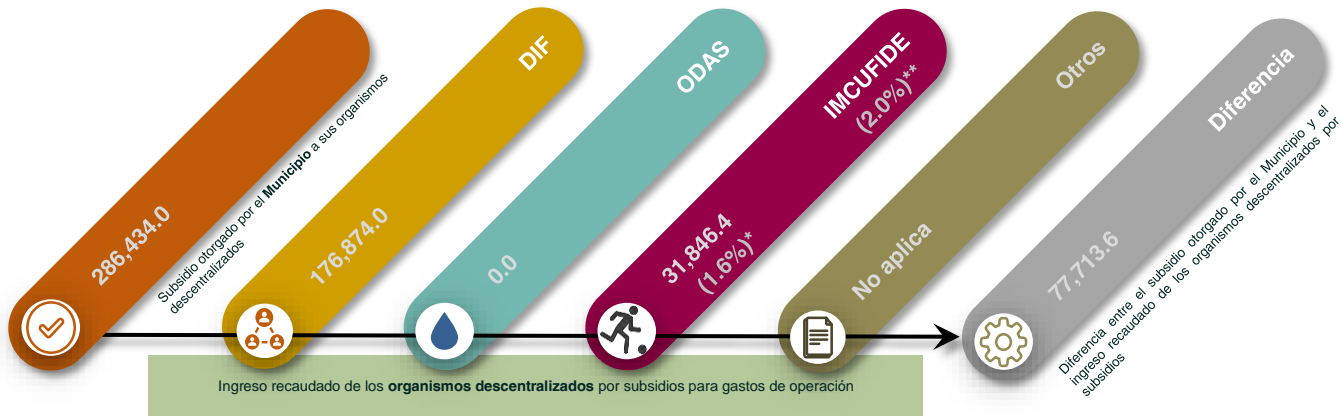 286,434.0
Subsidio otorgado por el Municipio a sus organismos
descentralizados
DIF
176,874.0
ODAS
0.0
IMCUFIDE
(2.0%)**
31,846.4
(1.6%)*
Otros
No aplica
Diferencia
77,713.6
Diferencia entre el subsidio otorgado por el Municipio y el
ingreso recaudado de los organismos descentralizados por
subsidios
Ingreso recaudado de los organismos descentralizados por subsidios para gastos de operación